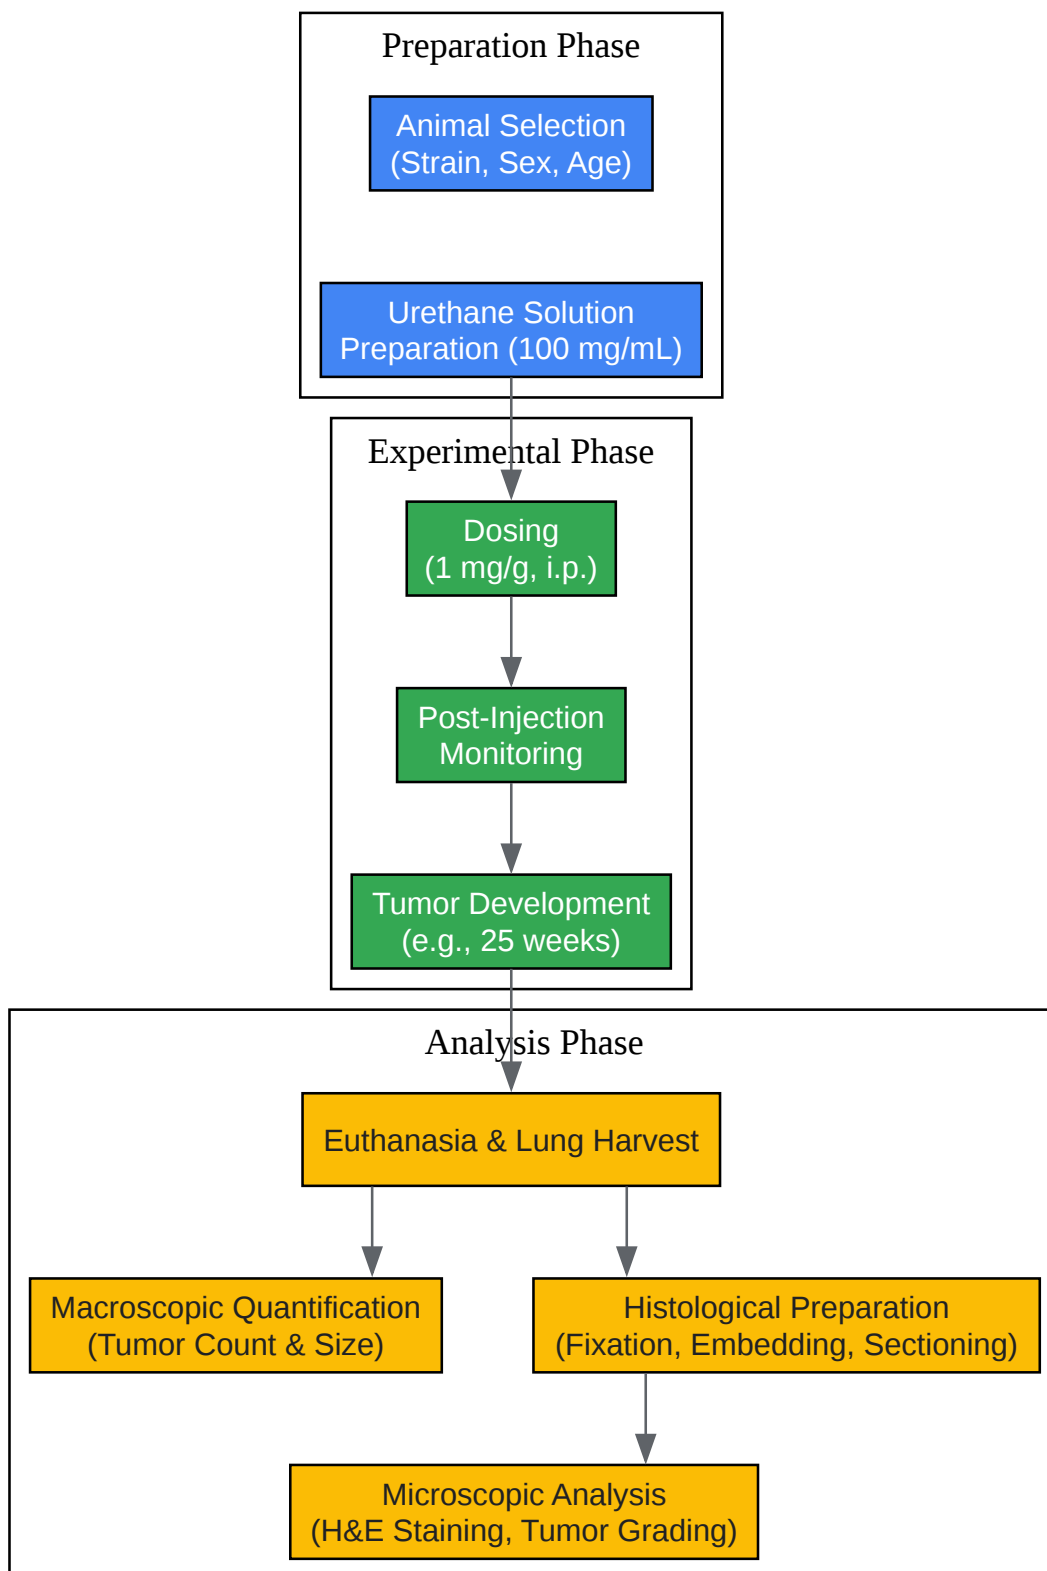 Preparation Phase
Animal Selection
(Strain, Sex, Age)
Urethane Solution
Preparation (100 mg/mL)
Experimental Phase
Dosing
(1 mg/g, i.p.)
Post-Injection
Monitoring
Tumor Development
(e.g., 25 weeks)
Analysis Phase
Euthanasia & Lung Harvest
Macroscopic Quantification
(Tumor Count & Size)
Histological Preparation
(Fixation, Embedding, Sectioning)
Microscopic Analysis
(H&E Staining, Tumor Grading)